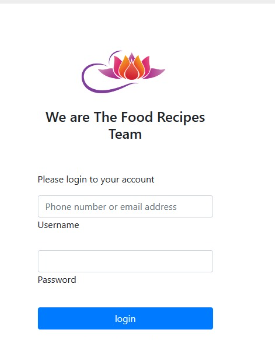 We are The Food Recipes
Team
Please login to your account
Phone number or email address
Username
Password
login